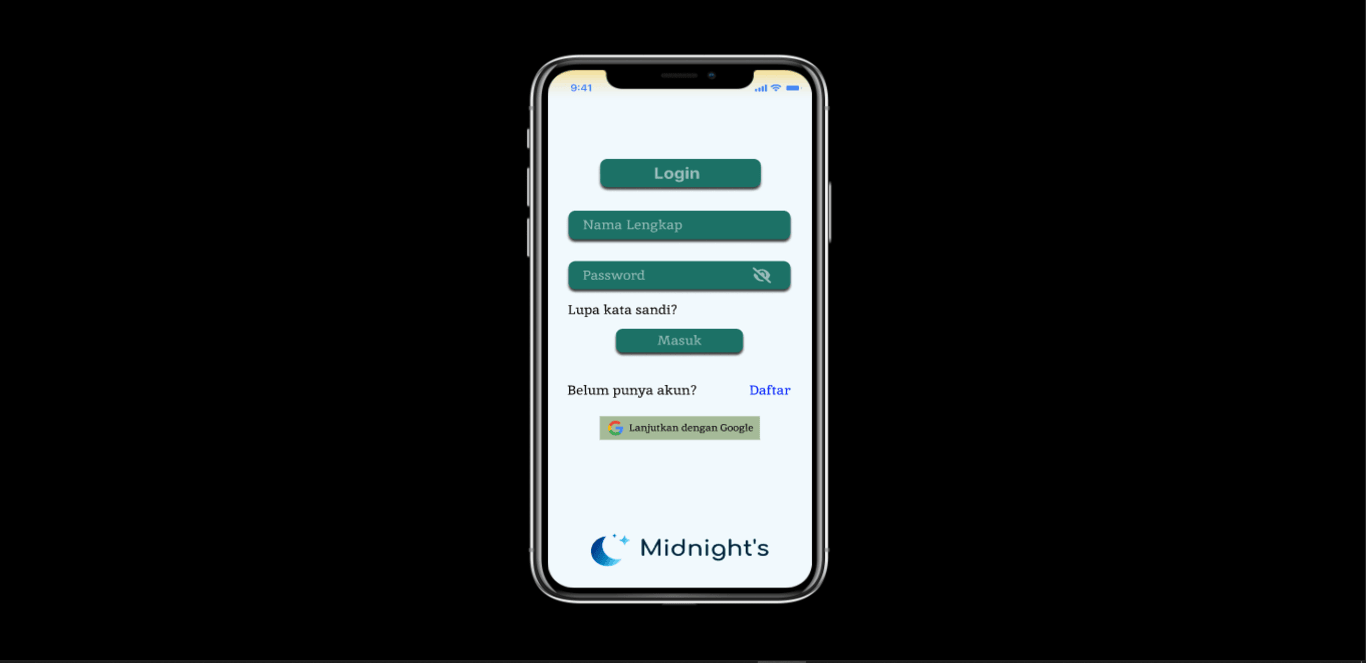 9:41
Login
Nama Lengkap
Password
Lupa kata sandi?
Masuk
Belum punya akun? Daftar
Lanjutkan dengan Google
Midnight's